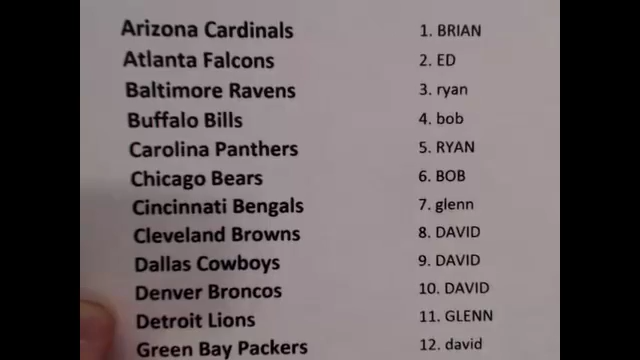 Arizona Cardinals 1. BRIAN
Atlanta Falcons 2. ED
Baltimore Ravens 3. ryan
Buffalo Bills 4. bob
Carolina Panthers 5. RYAN
Chicago Bears 6. BOB
Cincinnati Bengals 7. glenn
Cleveland Browns 8. DAVID
Dallas Cowboys 9. DAVID
Denver Broncos 10. DAVID
Detroit Lions 11. GLENN
Green Bay Packers 12. david